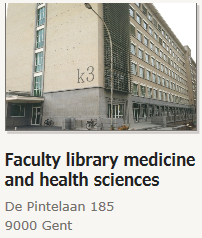 k3
Faculty library medicine
and health sciences
De Pintelaan 185
9000 Gent